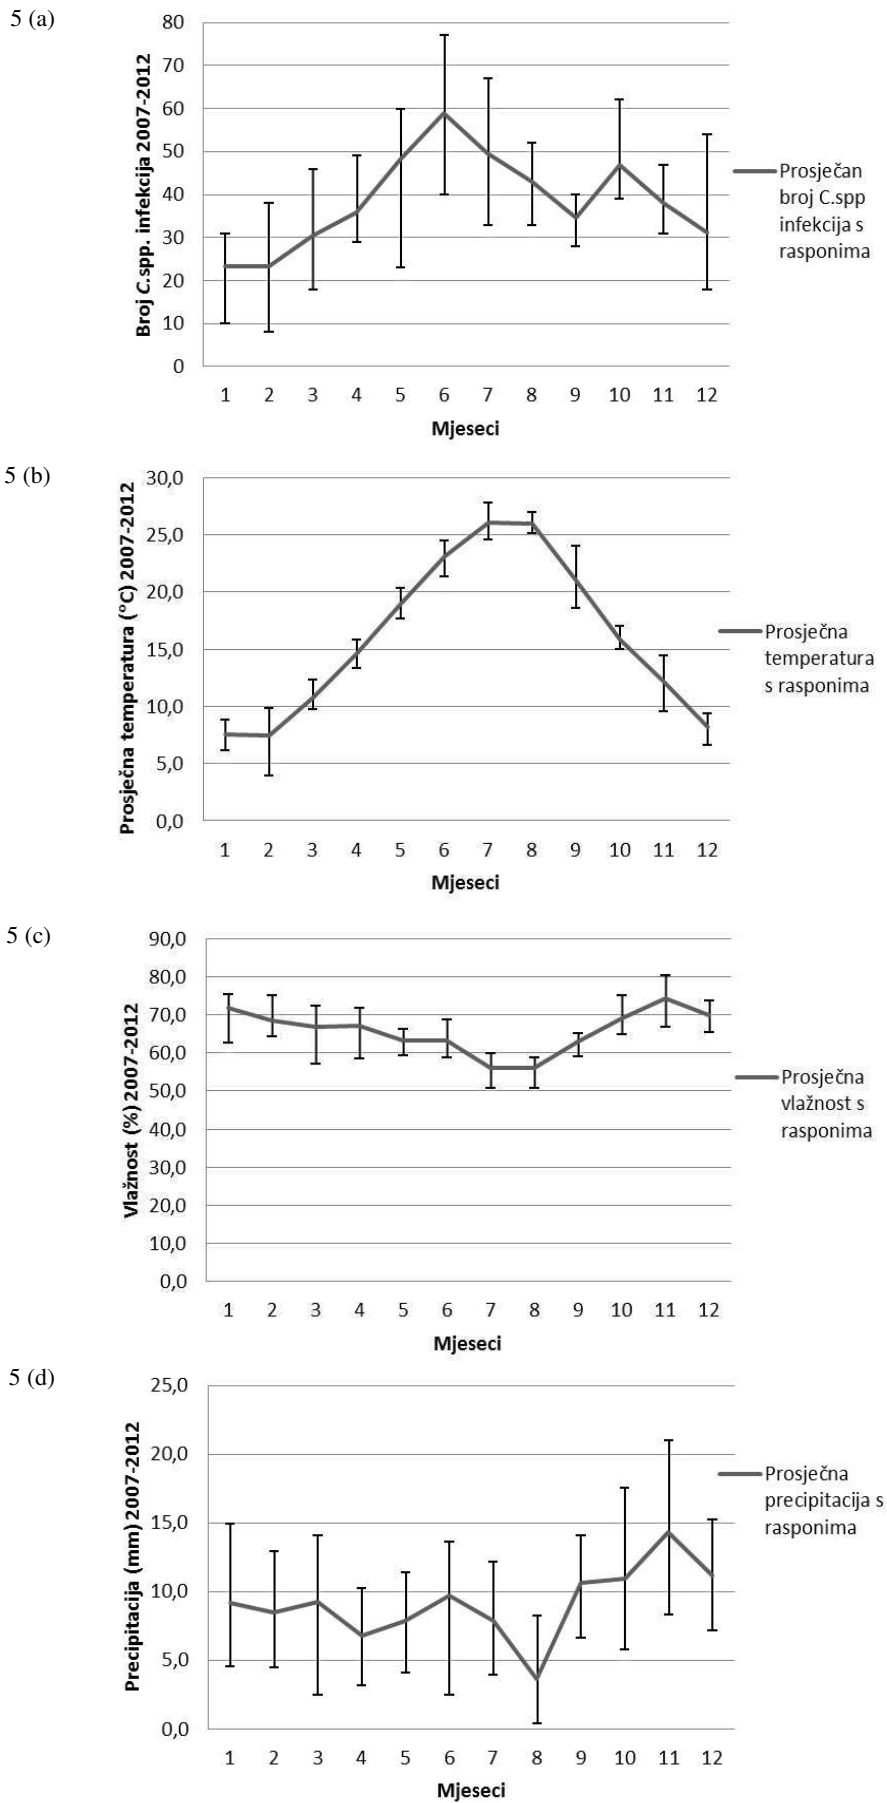 5 (a)
Broj C.spp. infekcija 2007-2012
80
70
60
50
40
30
20
10
0
1 2 3 4 5 6 7 8 9 10 11 12
Mjeseci
Prosječan
broj C.spp
infekcija s
rasponima
5 (b)
Prosječna temperatura (°C) 2007-2012
30,0
25,0
20,0
15,0
10,0
5,0
0,0
1 2 3 4 5 6 7 8 9 10 11 12
Mjeseci
Prosječna
temperatura
s rasponima
5 (c)
Vlažnost (%) 2007-2012
90,0
80,0
70,0
60,0
50,0
40,0
30,0
20,0
10,0
0,0
1 2 3 4 5 6 7 8 9 10 11 12
Mjeseci
Prosječna
vlažnost s
rasponima
5 (d)
Precipitacija (mm) 2007-2012
25,0
20,0
15,0
10,0
5,0
0,0
1 2 3 4 5 6 7 8 9 10 11 12
Mjeseci
Prosječna
precipitacija s
rasponima